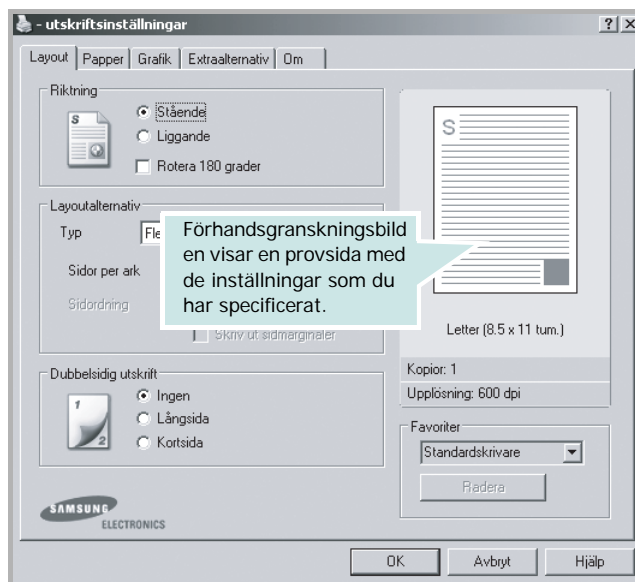 - utskriftsinställningar
Layout Papper Grafik Extraalternativ Om
Riktning
S
Stående
Liggande
Rotera 180 grader
Layoutalternativ
Typ
Sidor per ark
Sidordning
Skriv ut sidmarginaler
Förhandsgranskningsbild
en visar en provsida med
de inställningar som du
har specificerat.
Dubbelsidig utskrift
1
2
Ingen
Långsida
Kortsida
SAMSUNG
ELECTRONICS
S
Letter (8.5 x 11 tum.)
Kopior: 1
Upplösning: 600 dpi
Favoriter
Standardskrivare
Radera
OK Avbryt Hjälp